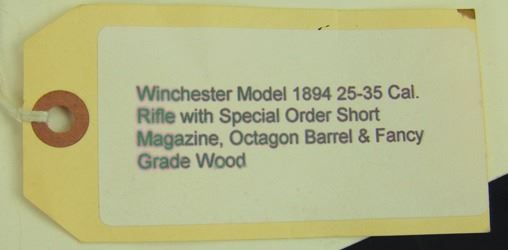 Winchester Model 1894 25-35 Cal.
Rifle with Special Order Short
Magazine, Octagon Barrel & Fancy
Grade Wood